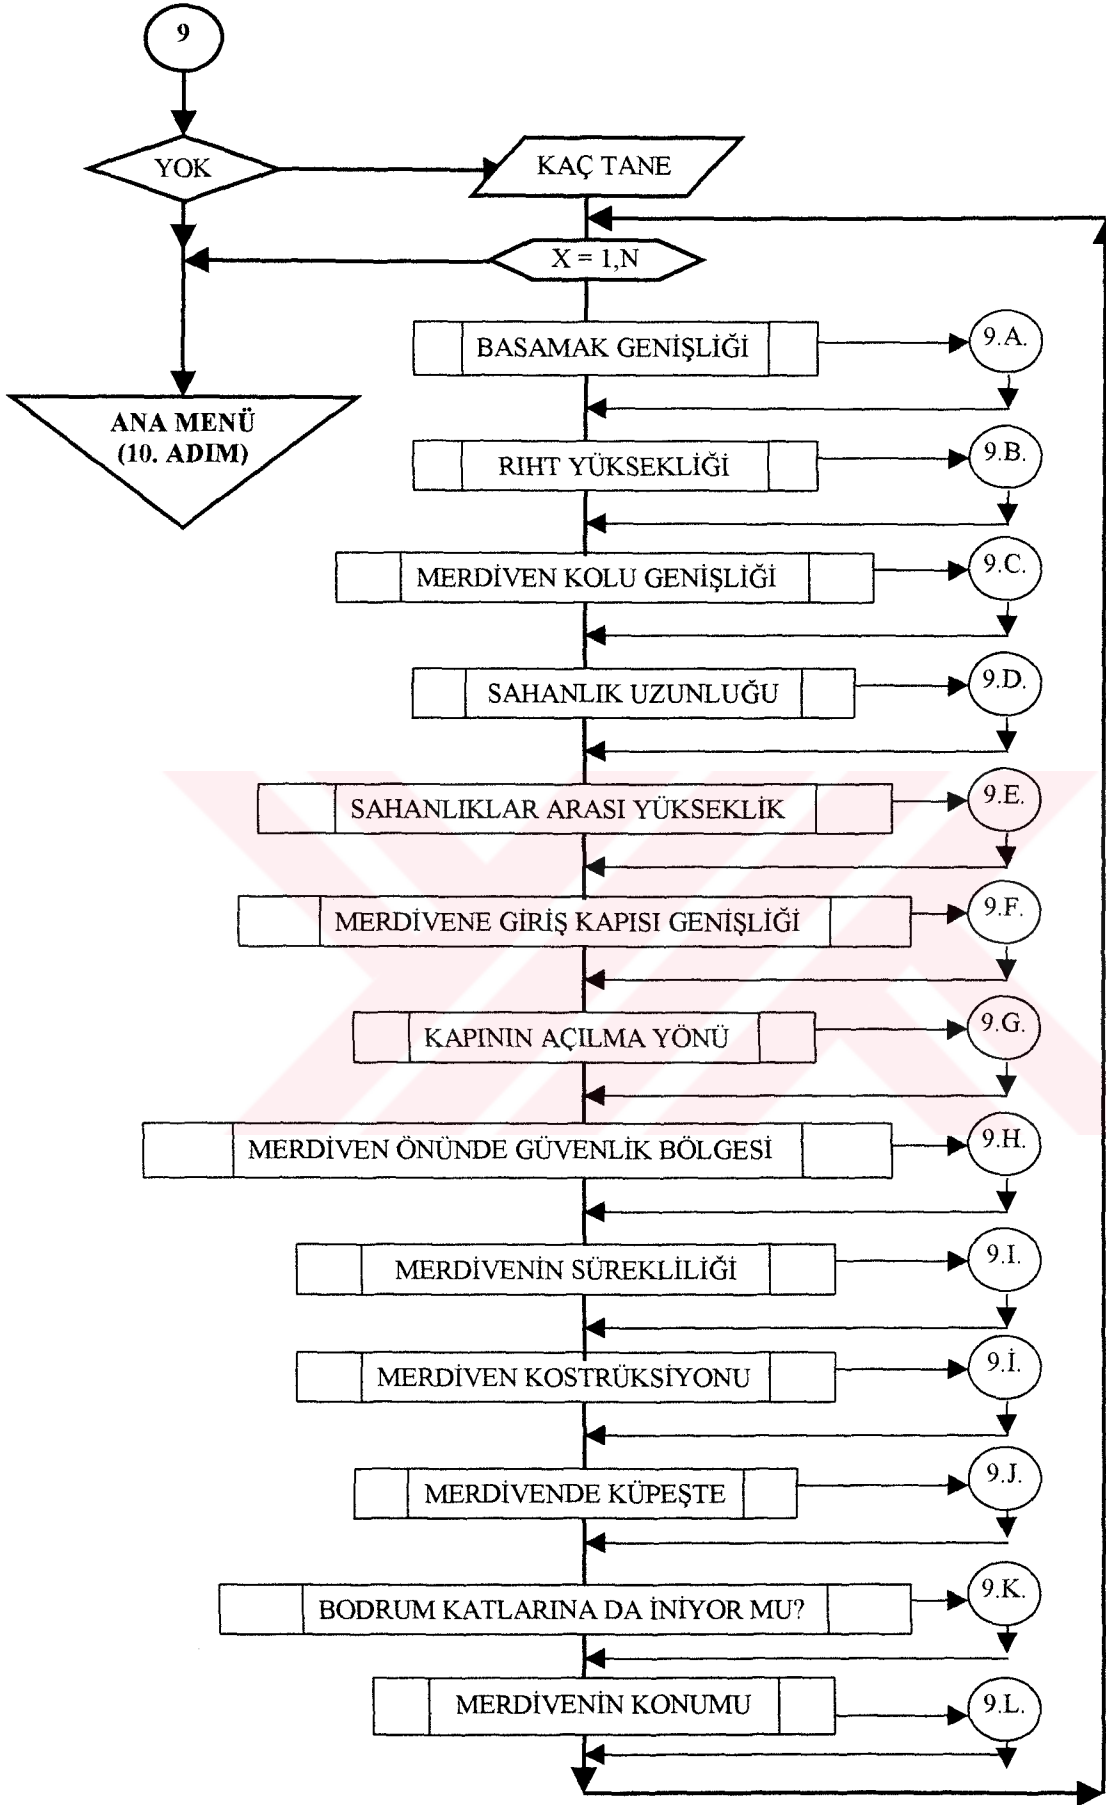 9
YOK
KAÇ TANE
X = 1,N
ANA MENÜ
(10. ADIM)
BASAMAK GENİŞLİĞİ
9.A.
RIHT YÜKSEKLİĞİ
9.B.
MERDİVEN KOLU GENİŞLİĞİ
9.C.
SAHANLIK UZUNLUĞU
9.D.
SAHANLIKLAR ARASI YÜKSEKLİK
9.E.
MERDİVENE GİRİŞ KAPISI GENİŞLİĞİ
9.F.
KAPININ AÇILMA YÖNÜ
9.G.
MERDİVEN ÖNÜNDE GÜVENLİK BÖLGESİ
9.H.
MERDİVENİN SÜREKLİLİĞİ
9.I.
MERDİVEN KOSTRÜKSİYONU
9.İ.
MERDİVENDE KÜPEŞTE
9.J.
BODRUM KATLARINA DA İNİYOR MU?
9.K.
MERDİVENİN KONUMU
9.L.